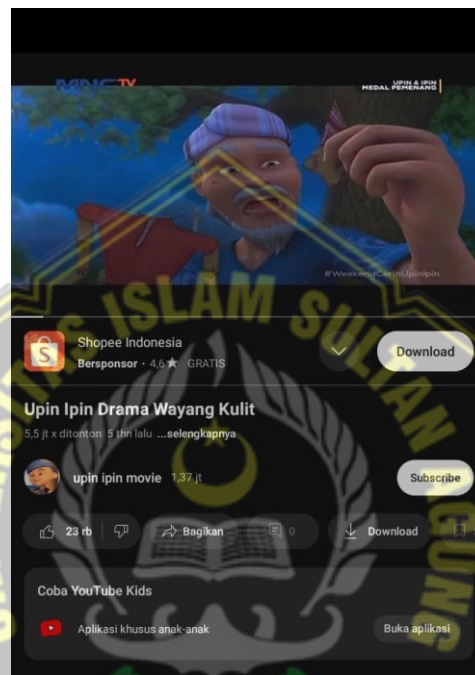 MNCTV
UPIN & IPIN
MEDAL PEMENANG
#WeekendCeriaUpinIpin
ISLAM SULTAN AGUNG
S
Shopee Indonesia
Bersponsor · 4,6★ GRATIS
Download
Upin Ipin Drama Wayang Kulit
5,5 jt x ditonton 5 thn lalu ...selengkapnya
upin ipin movie 1,37 jt
Subscribe
23 rb
Bagikan
0
Download
Coba YouTube Kids
Aplikasi khusus anak-anak
Buka aplikasi